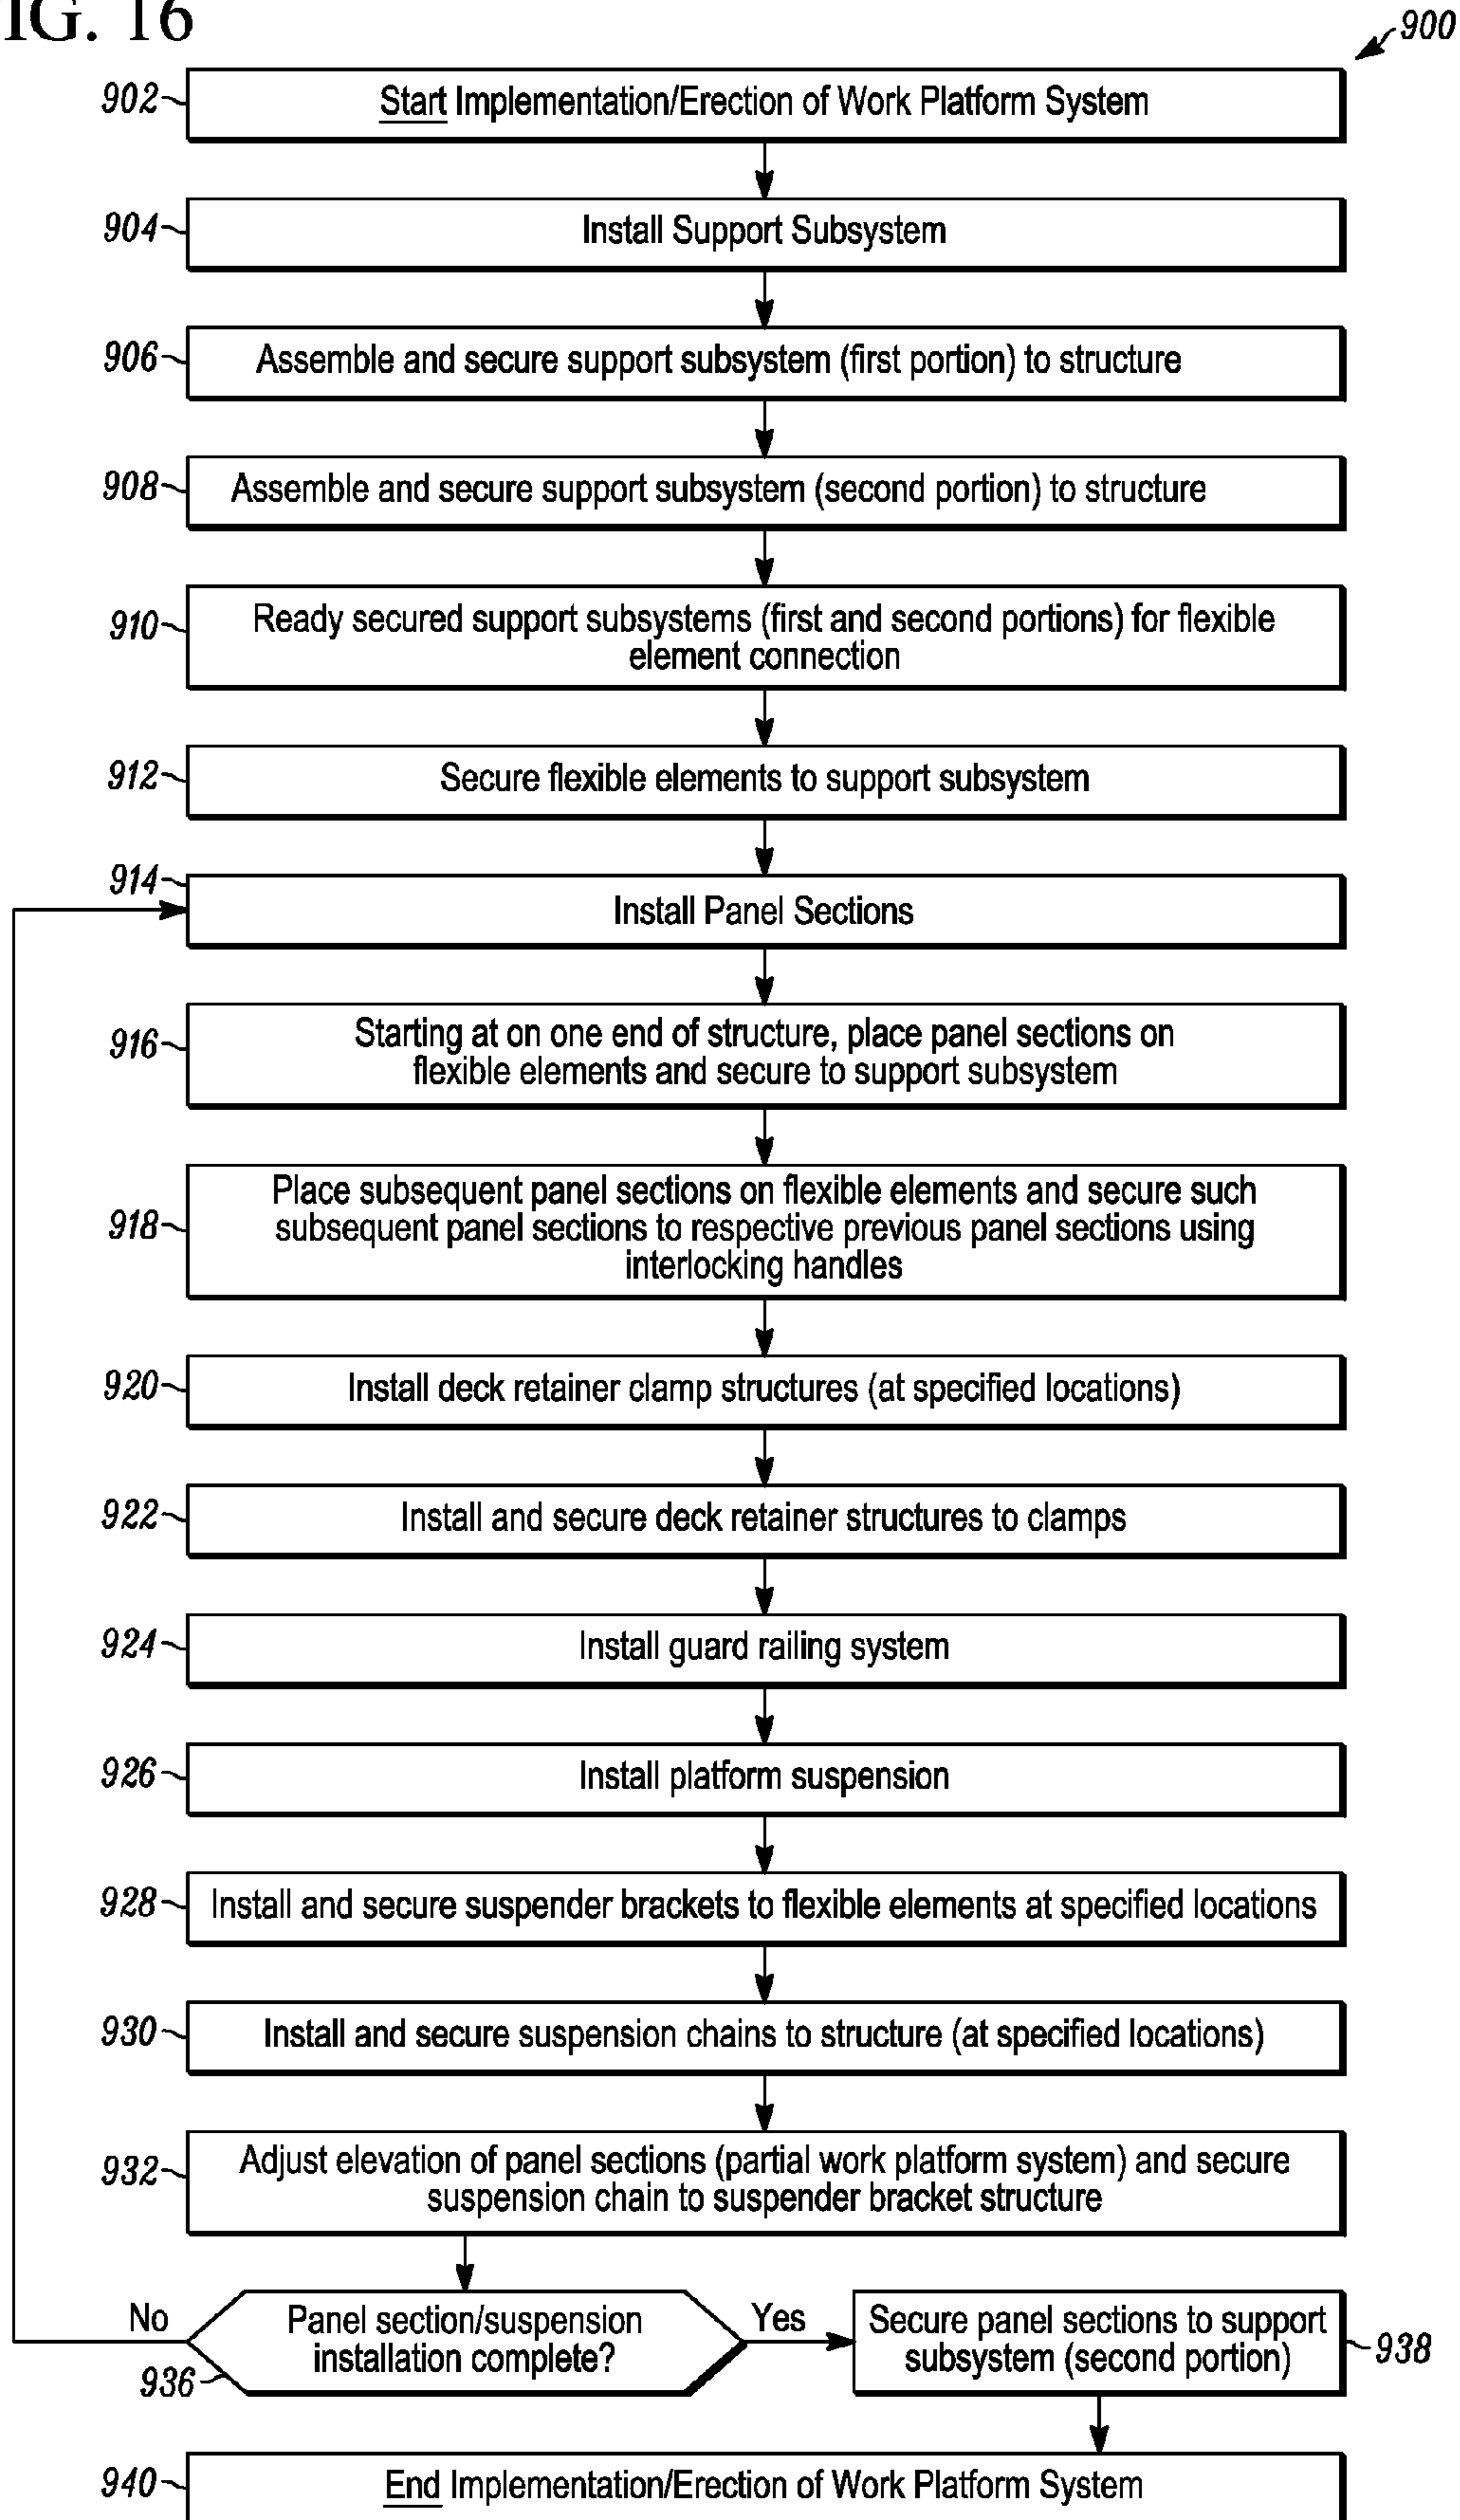 IG. 16
900
902
Start Implementation/Erection of Work Platform System
904
Install Support Subsystem
906
Assemble and secure support subsystem (first portion) to structure
908
Assemble and secure support subsystem (second portion) to structure
910
Ready secured support subsystems (first and second portions) for flexible
element connection
912
Secure flexible elements to support subsystem
914
Install Panel Sections
916
Starting at on one end of structure, place panel sections on
flexible elements and secure to support subsystem
918
Place subsequent panel sections on flexible elements and secure such
subsequent panel sections to respective previous panel sections using
interlocking handles
920
Install deck retainer clamp structures (at specified locations)
922
Install and secure deck retainer structures to clamps
924
Install guard railing system
926
Install platform suspension
928
Install and secure suspender brackets to flexible elements at specified locations
930
Install and secure suspension chains to structure (at specified locations)
932
Adjust elevation of panel sections (partial work platform system) and secure
suspension chain to suspender bracket structure
No
Panel section/suspension
installation complete?
936
Yes
Secure panel sections to support
subsystem (second portion)
938
940
End Implementation/Erection of Work Platform System